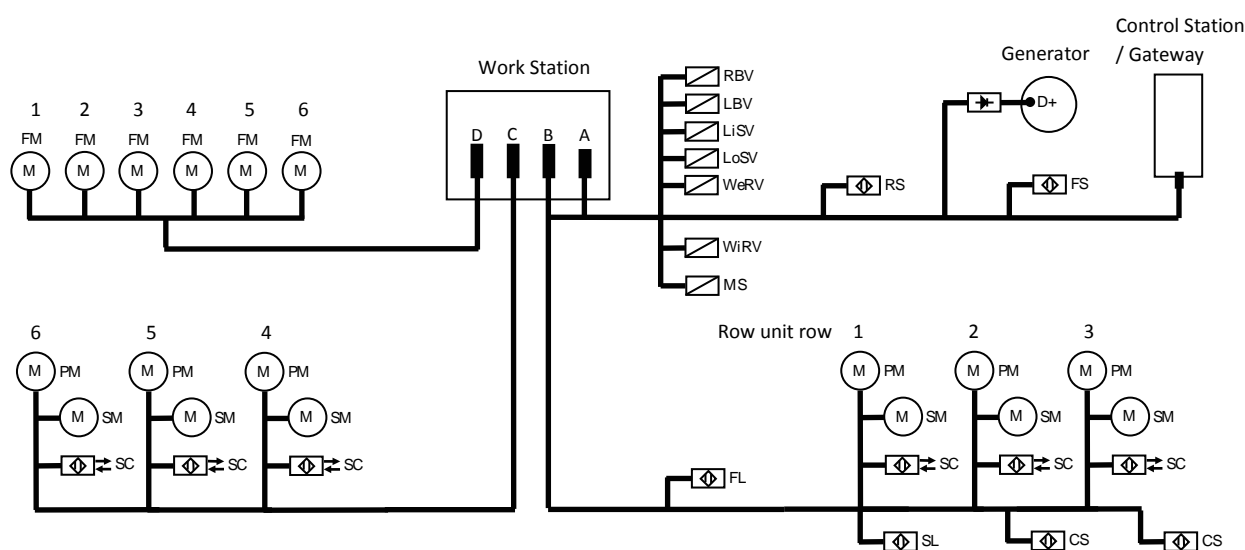 Control Station
/ Gateway
Generator
Work Station
D+
RBV
LBV
LiSV
LoSV
WeRV
D C B A
1 2 3 4 5 6
FM FM FM FM FM FM
M M M M M M
RS
FS
WiRV
MS
6 5 4
M PM M PM M PM
M SM M SM M SM
SC SC SC
Row unit row 1 2 3
M PM M PM M PM
M SM M SM M SM
SC SC SC
FL
SL
CS
CS